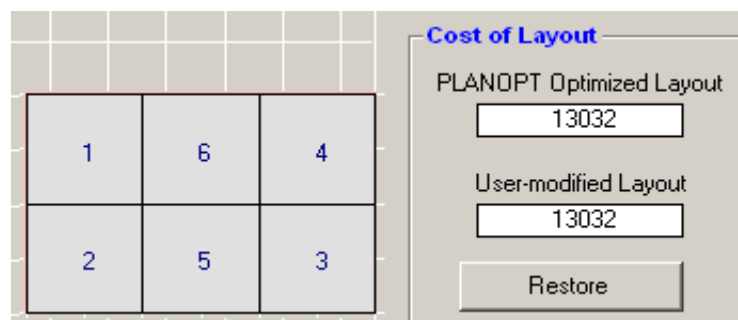 1 6 4
2 5 3
Cost of Layout
PLANOPT Optimized Layout
13032
User-modified Layout
13032
Restore